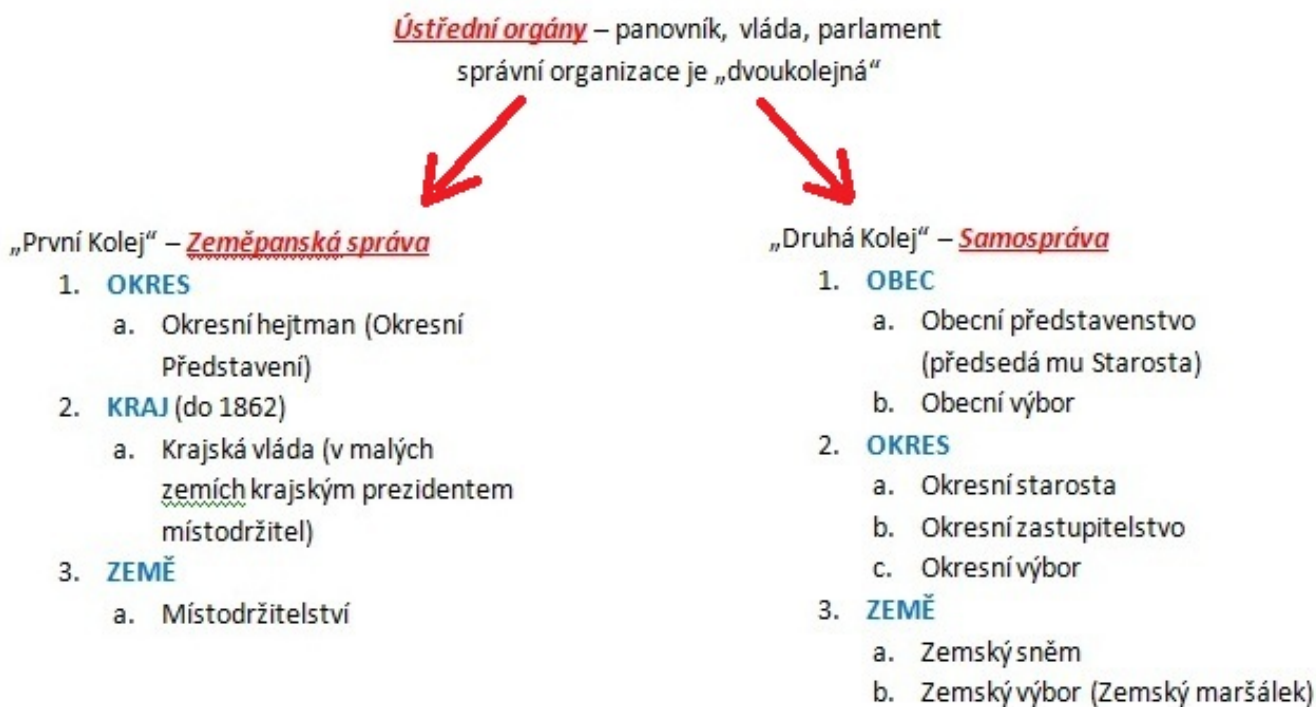 Ústřední orgány – panovník, vláda, parlament
správní organizace je „dvoukolejná“
„První Kolej“ – Zeměpanská správa
1. OKRES
a. Okresní hejtman (Okresní
Představení)
2. KRAJ (do 1862)
a. Krajská vláda (v malých
zemích krajským prezidentem
místodržitel)
3. ZEMĚ
a. Místodržitelství
„Druhá Kolej“ – Samospráva
1. OBEC
a. Obecní představenstvo
(předsedá mu Starosta)
b. Obecní výbor
2. OKRES
a. Okresní starosta
b. Okresní zastupitelstvo
c. Okresní výbor
3. ZEMĚ
a. Zemský sněm
b. Zemský výbor (Zemský maršálek)